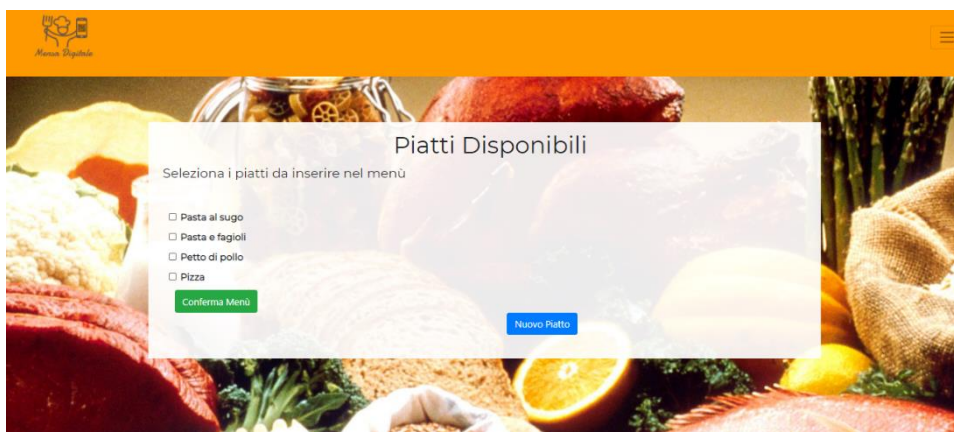 Menu Digitale
Piatti Disponibili
Seleziona i piatti da inserire nel menù
Pasta al sugo
Pasta e fagioli
Petto di pollo
Pizza
Conferma Menù
Nuovo Piatto